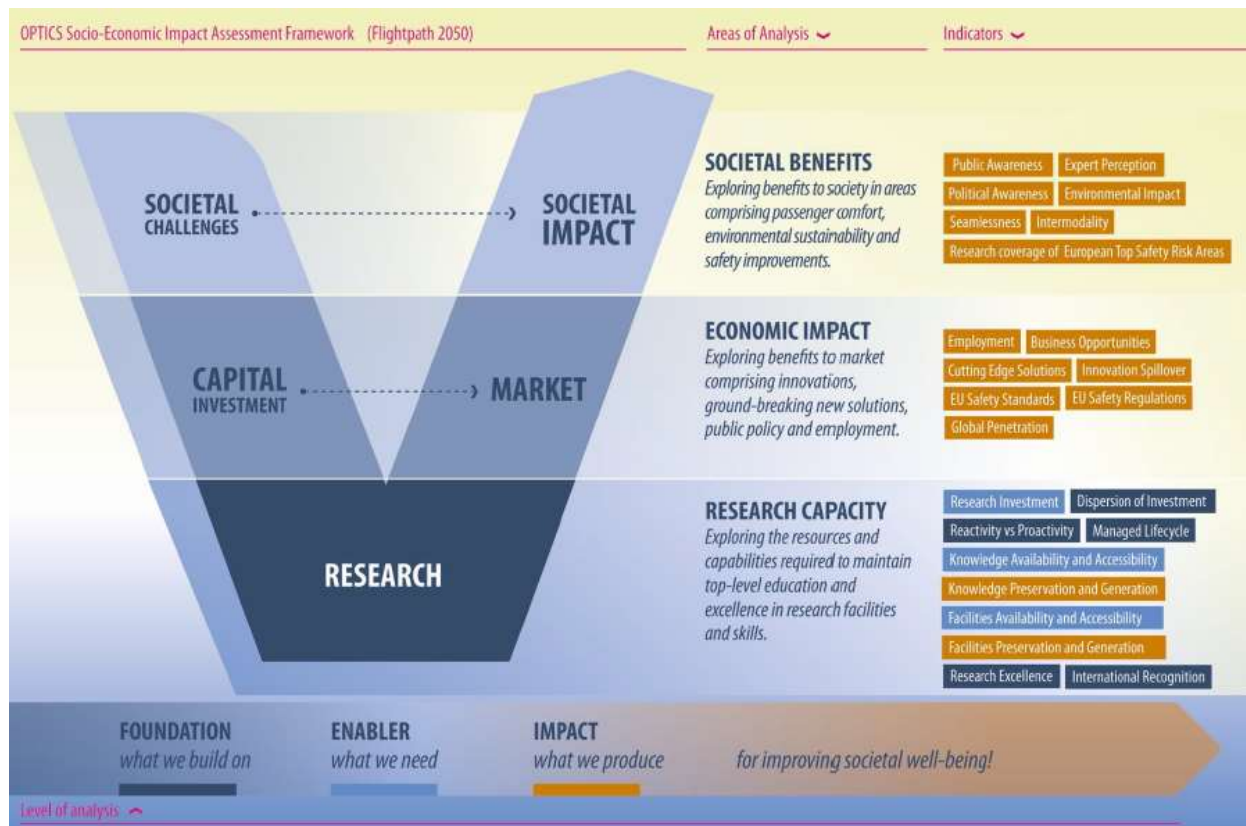 OPTICS Socio-Economic Impact Assessment Framework (Flightpath 2050)
Areas of Analysis
Indicators
SOCIETAL
CHALLENGES
SOCIETAL
IMPACT
SOCIETAL BENEFITS
Exploring benefits to society in areas
comprising passenger comfort,
environmental sustainability and
safety improvements.
Public Awareness
Expert Perception
Political Awareness
Environmental Impact
Seamlessness
Intermodality
Research coverage of European Top Safety Risk Areas
CAPITAL
INVESTMENT
MARKET
ECONOMIC IMPACT
Exploring benefits to market
comprising innovations,
ground-breaking new solutions,
public policy and employment.
Employment
Business Opportunities
Cutting Edge Solutions
Innovation Spillover
EU Safety Standards
EU Safety Regulations
Global Penetration
RESEARCH
RESEARCH CAPACITY
Exploring the resources and
capabilities required to maintain
top-level education and
excellence in research facilities
and skills.
Research Investment
Dispersion of Investment
Reactivity vs Proactivity
Managed Lifecycle
Knowledge Availability and Accessibility
Knowledge Preservation and Generation
Facilities Availability and Accessibility
Facilities Preservation and Generation
Research Excellence
International Recognition
FOUNDATION
what we build on
ENABLER
what we need
IMPACT
what we produce
for improving societal well-being!
Level of analysis